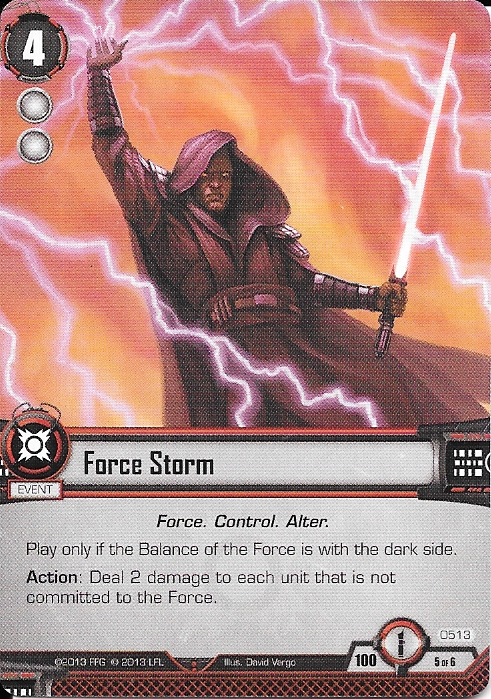 4
Force Storm
EVENT
Force. Control. Alter.
Play only if the Balance of the Force is with the dark side.
Action: Deal 2 damage to each unit that is not
committed to the Force.
0513
©2013 FFG © 2013 LFL Illus. David Vargo 100 5 OF 6